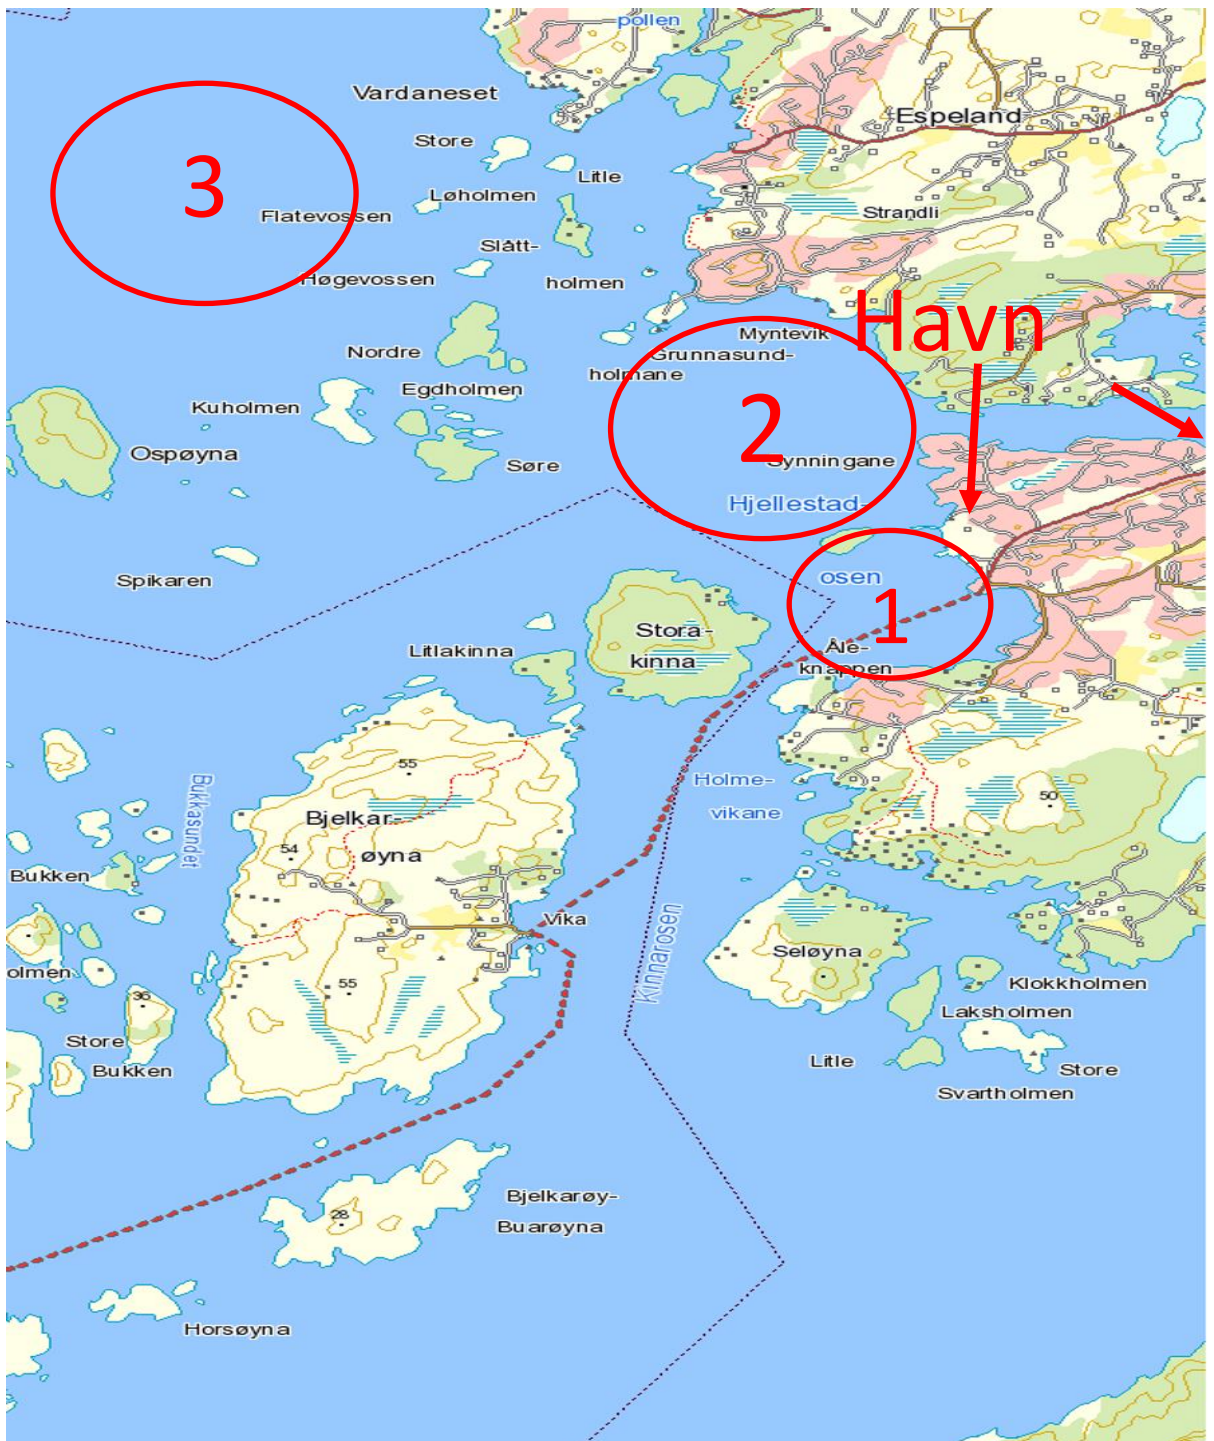 pollen
Vardaneset
Espeland
Store
3
Litle
Løholmen
Flatevossen
Strandli
Slått-
holmen
Høgevossen
Havn
Myntevik
Nordre
Grunnasund-
holmane
Egdholmen
Kuholmen
2
Ospøyna
Søre
Synningane
Hjellestad-
Spikaren
osen
1
Stora-
kinna
Litlakinna
Åle-
knappen
55
Holme-
vikane
50
Bukkasundet
Bjelkar-
øyna
54
Bukken
Vika
Kinnarosen
Seløyna
olmen
55
Klokkholmen
36
Laksholmen
Store
Bukken
Litle
Store
Svartholmen
Bjelkarøy-
Buarøyna
28
Horsøyna